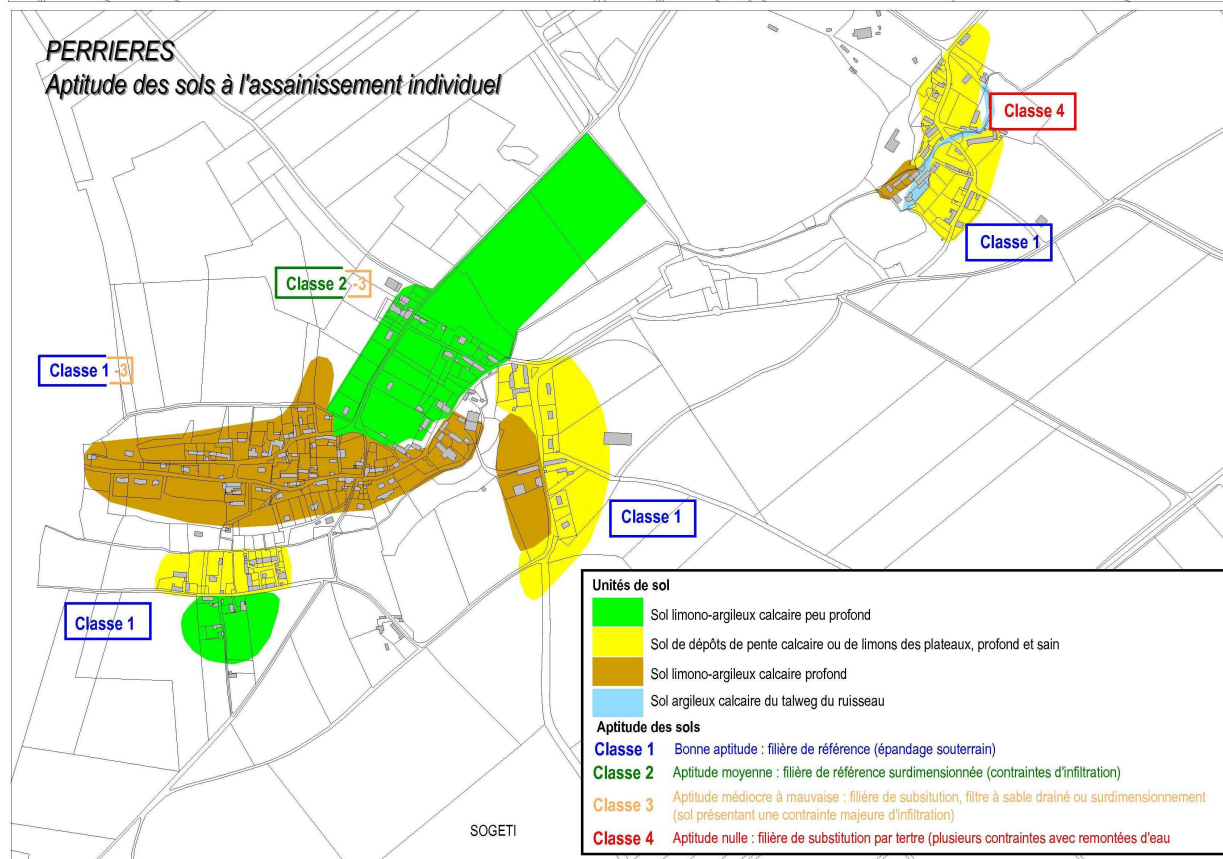 PERRIERES
Aptitude des sols à l'assainissement individuel
Classe 4
Classe 1
Classe 2 -3
Classe 1 -3
Classe 1
Classe 1
Unités de sol
Sol limono-argileux calcaire peu profond
Sol de dépôts de pente calcaire ou de limons des plateaux, profond et sain
Sol limono-argileux calcaire profond
Sol argileux calcaire du talweg du ruisseau
Aptitude des sols
Classe 1 Bonne aptitude : filière de référence (épandage souterrain)
Classe 2 Aptitude moyenne : filière de référence surdimensionnée (contraintes d'infiltration)
Classe 3 Aptitude médiocre à mauvaise : filière de subsitution, filtre à sable drainé ou surdimensionnement
(sol présentant une contrainte majeure d'infiltration)
Classe 4 Aptitude nulle : filière de substitution par tertre (plusieurs contraintes avec remontées d'eau
SOGETI